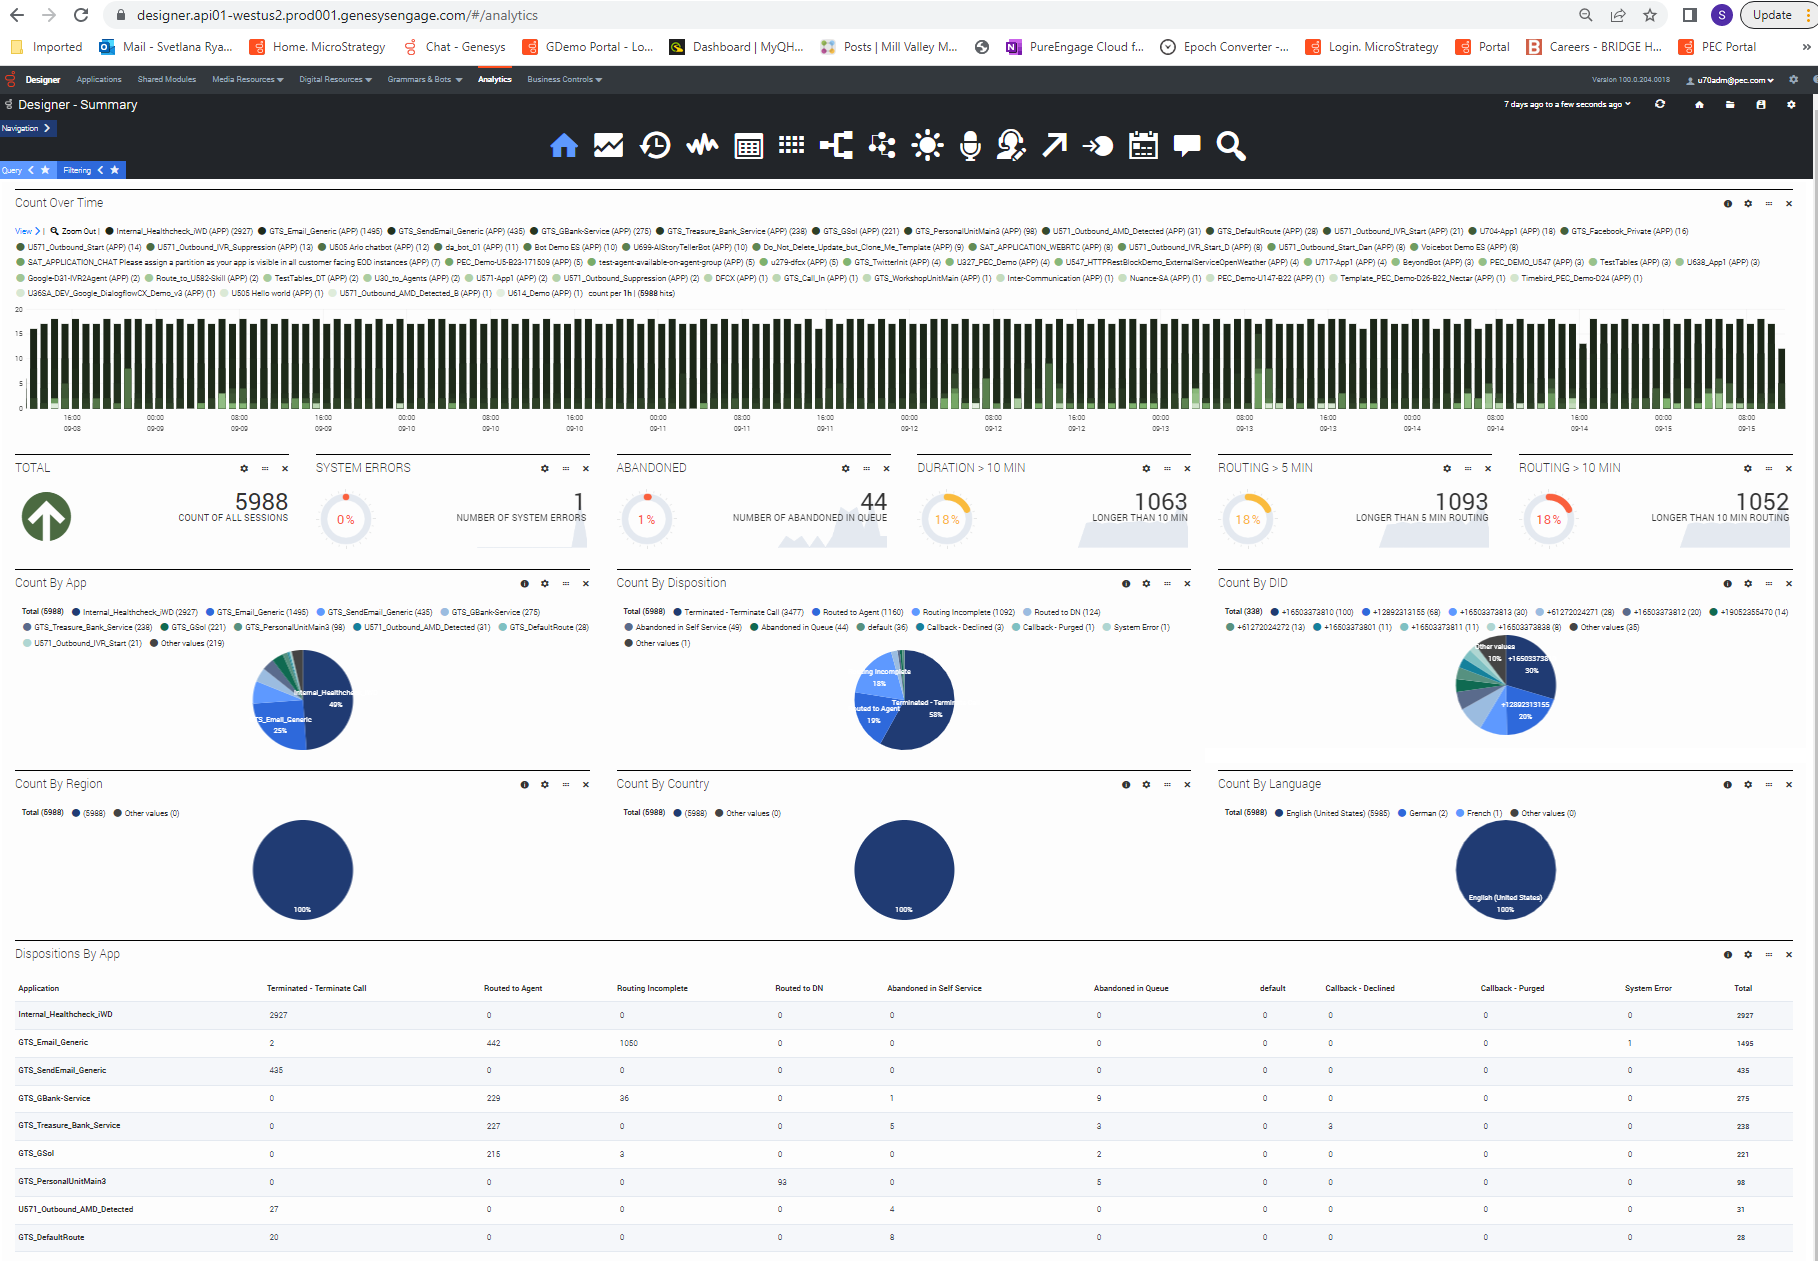 designer.api01-westus2.prod001.genesysengage.com/#/analytics
S Update
Imported Mail - Svetlana Rya... Home. MicroStrategy Chat - Genesys GDemo Portal - Lo... Dashboard | MyQH... Posts | Mill Valley M... PureEngage Cloud f... Epoch Converter -... Login. MicroStrategy Portal Careers - BRIDGE H... PEC Portal »
Designer Applications Shared Modules Media Resources Digital Resources Grammars & Bots Analytics Business Controls Version 100.0.204.0018 u70adm@pec.com
Designer - Summary 7 days ago to a few seconds ago
Navigation
Query Filtering
Count Over Time
View | Zoom Out | Internal_Healthcheck_iWD (APP) (2927) GTS_Email_Generic (APP) (1495) GTS_SendEmail_Generic (APP) (435) GTS_GBank-Service (APP) (275) GTS_Treasure_Bank_Service (APP) (238) GTS_GSol (APP) (221) GTS_PersonalUnitMain3 (APP) (98) U571_Outbound_AMD_Detected (APP) (31) GTS_DefaultRoute (APP) (28) U571_Outbound_IVR_Start (APP) (21) U704-App1 (APP) (18) GTS_Facebook_Private (APP) (16)
U571_Outbound_Start (APP) (14) U571_Outbound_IVR_Suppression (APP) (13) U505 Arlo chatbot (APP) (12) da_bot_01 (APP) (11) Bot Demo ES (APP) (10) U699-AIStoryTellerBot (APP) (10) Do_Not_Delete_Update_but_Clone_Me_Template (APP) (9) SAT_APPLICATION_WEBRTC (APP) (8) U571_Outbound_IVR_Start_D (APP) (8) U571_Outbound_Start_Dan (APP) (8) Voicebot Demo ES (APP) (8)
SAT_APPLICATION_CHAT Please assign a partition as your app is visible in all customer facing EOD instances (APP) (7) PEC_Demo-U5-B23-171509 (APP) (5) test-agent-available-on-agent-group (APP) (5) u279-dfcx (APP) (5) GTS_TwitterInit (APP) (4) U327_PEC_Demo (APP) (4) U547_HTTPRestBlockDemo_ExternalServiceOpenWeather (APP) (4) U717-App1 (APP) (4) BeyondBot (APP) (3) PEC_DEMO_U547 (APP) (3) TestTables (APP) (3) U638_App1 (APP) (3)
Google-D31-IVR2Agent (APP) (2) Route_to_U582-Skill (APP) (2) TestTables_DT (APP) (2) U30_to_Agents (APP) (2) U571-App1 (APP) (2) U571_Outbound_Suppression (APP) (2) DFCX (APP) (1) GTS_Call_In (APP) (1) GTS_WorkshopUnitMain (APP) (1) Inter-Communication (APP) (1) Nuance-SA (APP) (1) PEC_Demo-U147-B22 (APP) (1) Template_PEC_Demo-D26-B22_Nectar (APP) (1) Timebird_PEC_Demo-D24 (APP) (1)
U36SA_DEV_Google_DialogflowCX_Demo_v3 (APP) (1) U505 Hello world (APP) (1) U571_Outbound_AMD_Detected_B (APP) (1) U614_Demo (APP) (1) count per 1h | (5988 hits)
20
15
10
5
0
16:00 00:00 08:00 16:00 00:00 08:00 16:00 00:00 08:00 16:00 00:00 08:00 16:00 00:00 08:00 16:00 00:00 08:00 16:00 00:00 08:00
09-08 09-09 09-09 09-09 09-10 09-10 09-10 09-11 09-11 09-11 09-12 09-12 09-12 09-13 09-13 09-13 09-14 09-14 09-14 09-15 09-15
TOTAL SYSTEM ERRORS ABANDONED DURATION > 10 MIN ROUTING > 5 MIN ROUTING > 10 MIN
5988 1 44 1063 1093 1052
COUNT OF ALL SESSIONS 0% NUMBER OF SYSTEM ERRORS 1% NUMBER OF ABANDONED IN QUEUE 18% LONGER THAN 10 MIN 18% LONGER THAN 5 MIN ROUTING 18% LONGER THAN 10 MIN ROUTING
Count By App Count By Disposition Count By DID
Total (5988) Internal_Healthcheck_iWD (2927) GTS_Email_Generic (1495) GTS_SendEmail_Generic (435) GTS_GBank-Service (275)
GTS_Treasure_Bank_Service (238) GTS_GSol (221) GTS_PersonalUnitMain3 (98) U571_Outbound_AMD_Detected (31) GTS_DefaultRoute (28)
U571_Outbound_IVR_Start (21) Other values (219)
Internal_Healthche
49%
TS_Email_Generic
25%
Total (5988) Terminated - Terminate Call (3477) Routed to Agent (1160) Routing Incomplete (1092) Routed to DN (124)
Abandoned in Self Service (49) Abandoned in Queue (44) default (36) Callback - Declined (3) Callback - Purged (1) System Error (1)
Other values (1)
ng Incomplete
18%
Terminated - Termin
58%
outed to Agent
19%
Total (338) +16503373810 (100) +12892313155 (68) +16503373813 (30) +61272024271 (28) +16503373812 (20) +19052355470 (14)
+61272024272 (13) +16503373801 (11) +16503373811 (11) +16503373838 (8) Other values (35)
Other values
10%
+165033738
30%
+12892313155
20%
Count By Region Count By Country Count By Language
Total (5988) (5988) Other values (0) Total (5988) (5988) Other values (0) Total (5988) English (United States) (5985) German (2) French (1) Other values (0)
English (United States)
100% 100% 100%
Dispositions By App
Application Terminated - Terminate Call Routed to Agent Routing Incomplete Routed to DN Abandoned in Self Service Abandoned in Queue default Callback - Declined Callback - Purged System Error Total
Internal_Healthcheck_iWD 2927 0 0 0 0 0 0 0 0 0 2927
GTS_Email_Generic 2 442 1050 0 0 0 0 0 0 1 1495
GTS_SendEmail_Generic 435 0 0 0 0 0 0 0 0 0 435
GTS_GBank-Service 0 229 36 0 1 9 0 0 0 0 275
GTS_Treasure_Bank_Service 0 227 0 0 5 3 0 3 0 0 238
GTS_GSol 0 215 3 0 0 2 0 0 0 0 221
GTS_PersonalUnitMain3 0 0 0 93 0 5 0 0 0 0 98
U571_Outbound_AMD_Detected 27 0 0 0 4 0 0 0 0 0 31
GTS_DefaultRoute 20 0 0 0 8 0 0 0 0 0 28